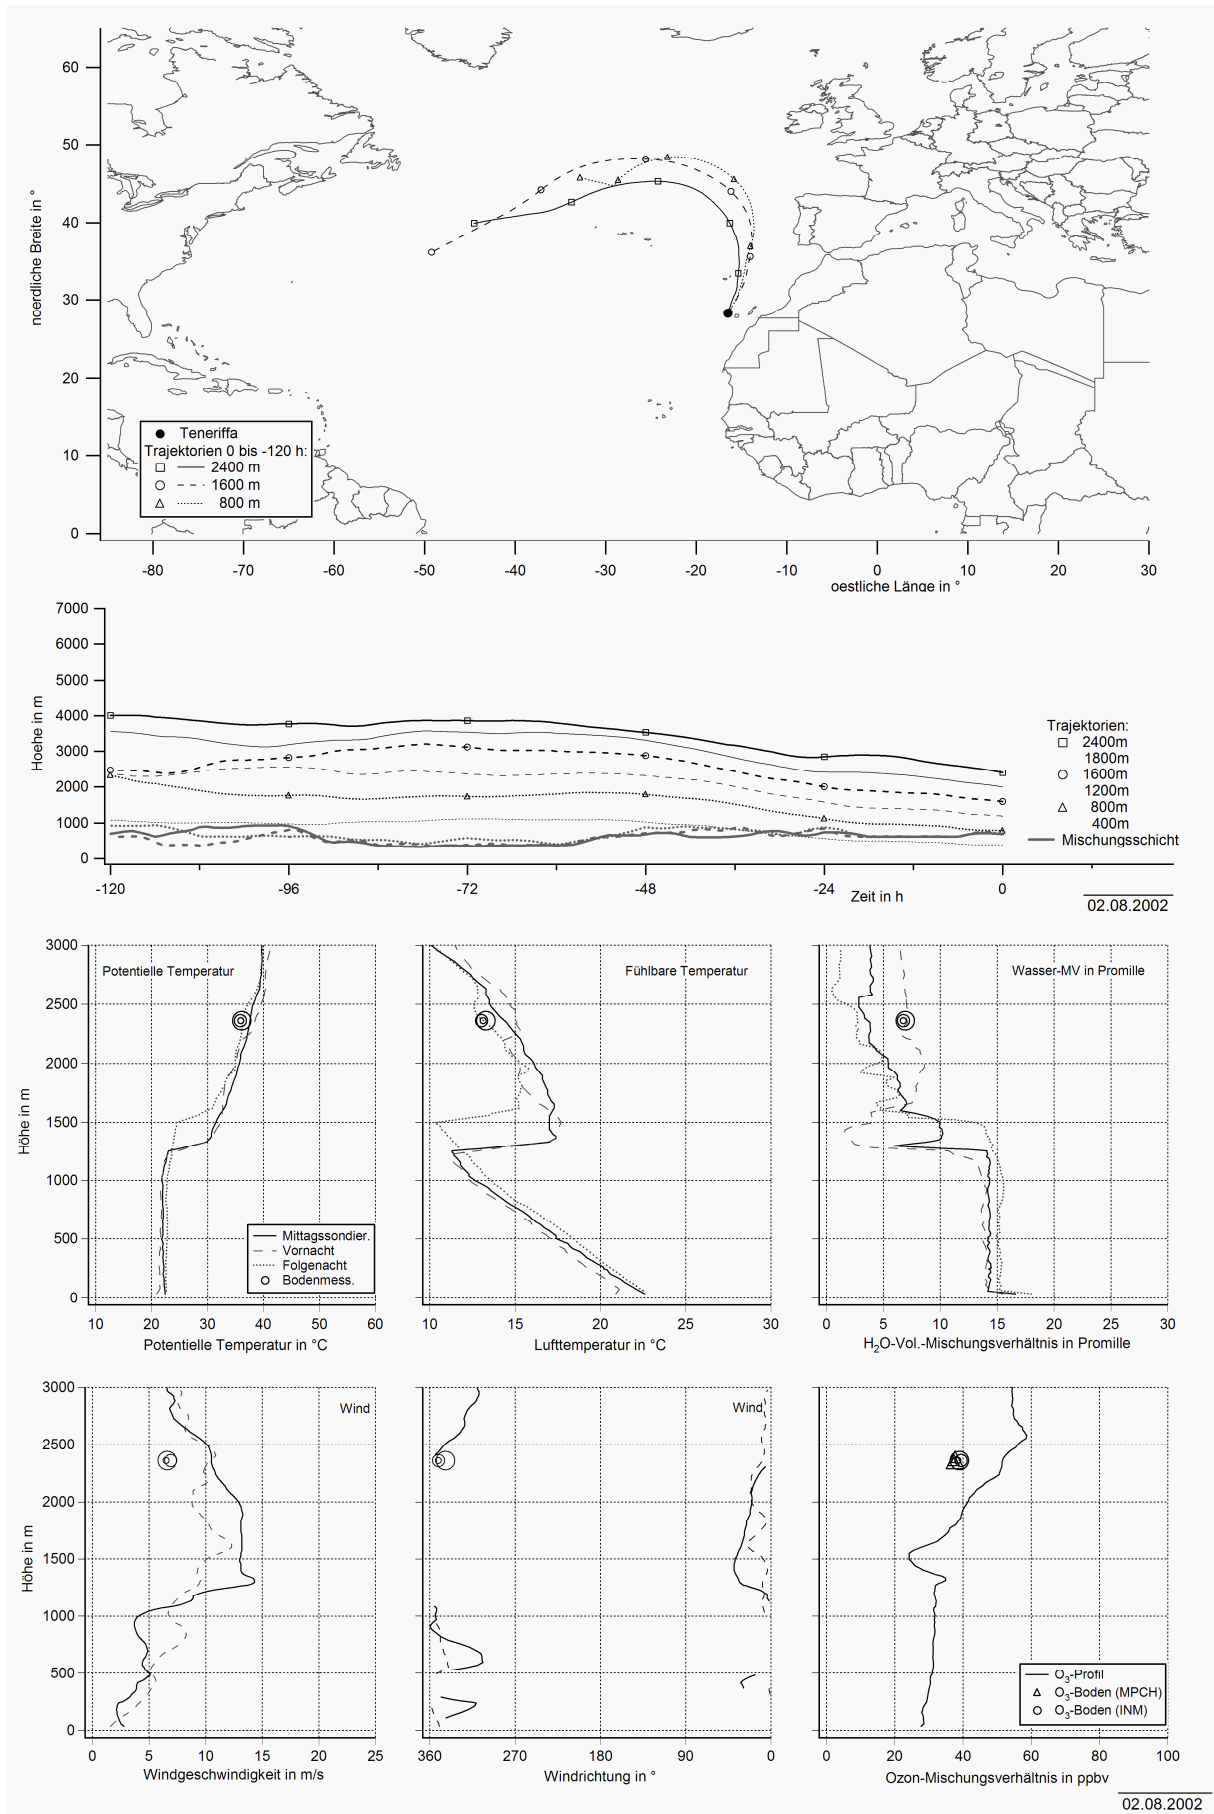 60
50
40
30
20
10
0
noerdliche Breite in °
Teneriffa
Trajektorien 0 bis -120 h:
2400 m
1600 m
800 m
-80 -70 -60 -50 -40 -30 -20 -10 0 10 20 30
oestliche Länge in °
7000
6000
5000
4000
3000
2000
1000
0
Hoehe in m
Trajektorien:
2400m
1800m
1600m
1200m
800m
400m
Mischungsschicht
-120 -96 -72 -48 -24 0
Zeit in h
02.08.2002
3000
2500
2000
1500
1000
500
0
Höhe in m
Potentielle Temperatur
Mittagssondier.
Vornacht
Folgenacht
Bodenmess.
10 20 30 40 50 60
Potentielle Temperatur in °C
Fühlbare Temperatur
10 15 20 25 30
Lufttemperatur in °C
Wasser-MV in Promille
0 5 10 15 20 25 30
H₂O-Vol.-Mischungsverhältnis in Promille
3000
2500
2000
1500
1000
500
0
Höhe in m
Wind
0 5 10 15 20 25
Windgeschwindigkeit in m/s
Wind
360 270 180 90 0
Windrichtung in °
O₃-Profil
O₃-Boden (MPCH)
O₃-Boden (INM)
0 20 40 60 80 100
Ozon-Mischungsverhältnis in ppbv
02.08.2002